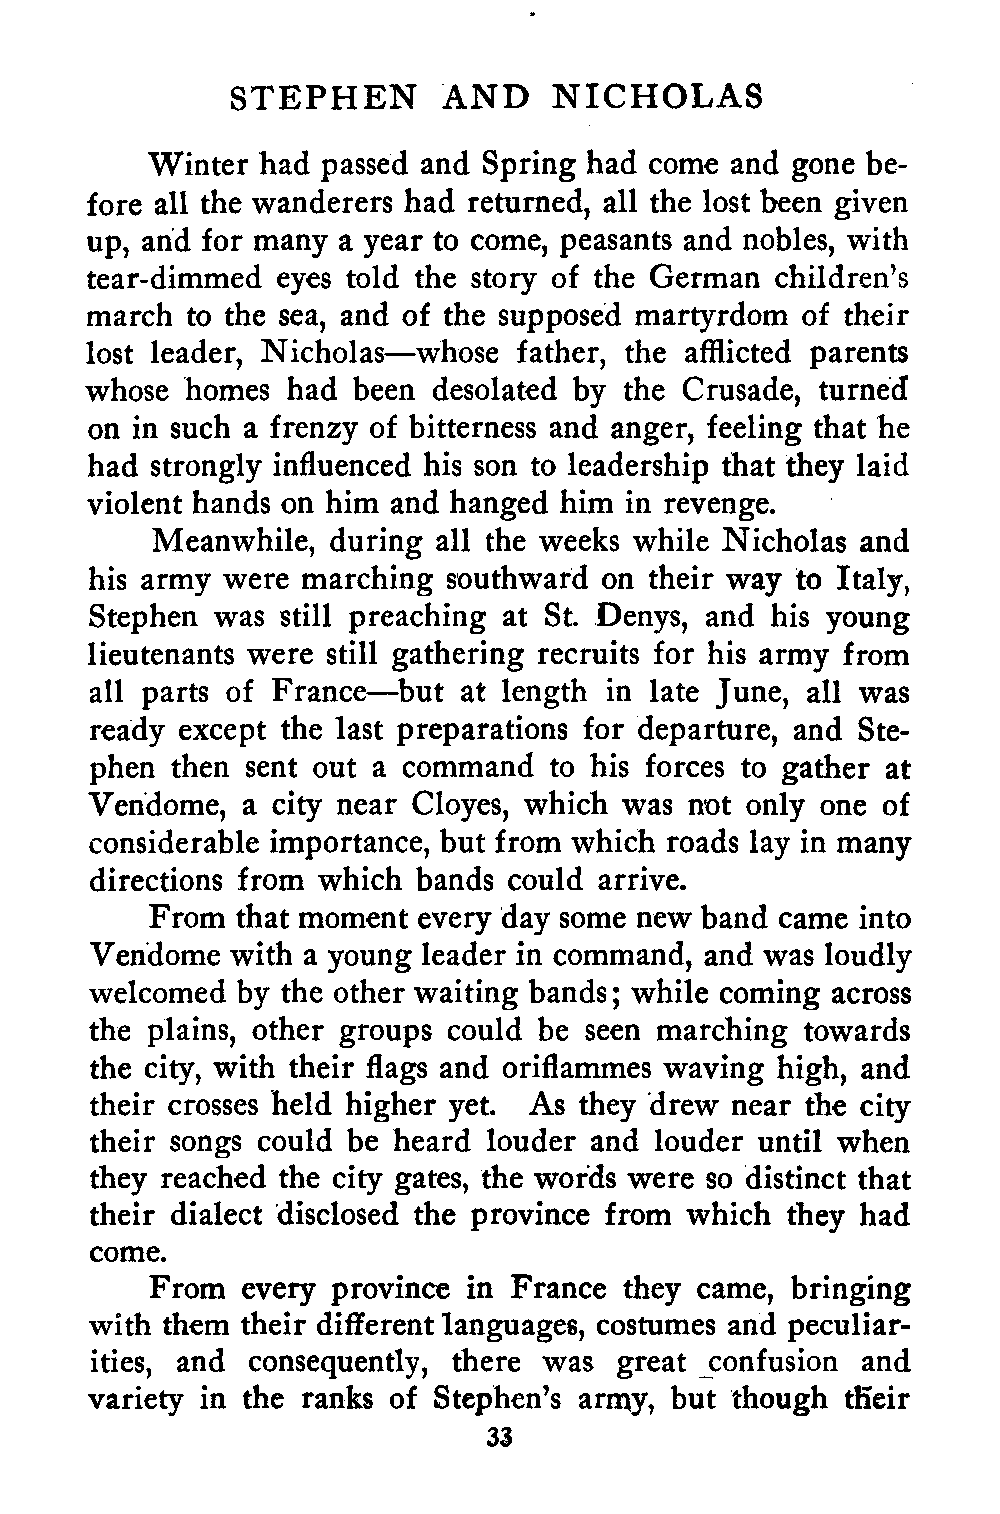 STEPHEN AND NICHOLAS
Winter had passed and Spring had come and gone be-
fore all the wanderers had returned, all the lost been given
up, and for many a year to come, peasants and nobles, with
tear-dimmed eyes told the story of the German children's
march to the sea, and of the supposed martyrdom of their
lost leader, Nicholas—whose father, the afflicted parents
whose homes had been desolated by the Crusade, turned
on in such a frenzy of bitterness and anger, feeling that he
had strongly influenced his son to leadership that they laid
violent hands on him and hanged him in revenge.
Meanwhile, during all the weeks while Nicholas and
his army were marching southward on their way to Italy,
Stephen was still preaching at St. Denys, and his young
lieutenants were still gathering recruits for his army from
all parts of France—but at length in late June, all was
ready except the last preparations for departure, and Ste-
phen then sent out a command to his forces to gather at
Vendome, a city near Cloyes, which was not only one of
considerable importance, but from which roads lay in many
directions from which bands could arrive.
From that moment every day some new band came into
Vendome with a young leader in command, and was loudly
welcomed by the other waiting bands; while coming across
the plains, other groups could be seen marching towards
the city, with their flags and oriflammes waving high, and
their crosses held higher yet. As they drew near the city
their songs could be heard louder and louder until when
they reached the city gates, the words were so distinct that
their dialect disclosed the province from which they had
come.
From every province in France they came, bringing
with them their different languages, costumes and peculiar-
ities, and consequently, there was great confusion and
variety in the ranks of Stephen's army, but though their
33